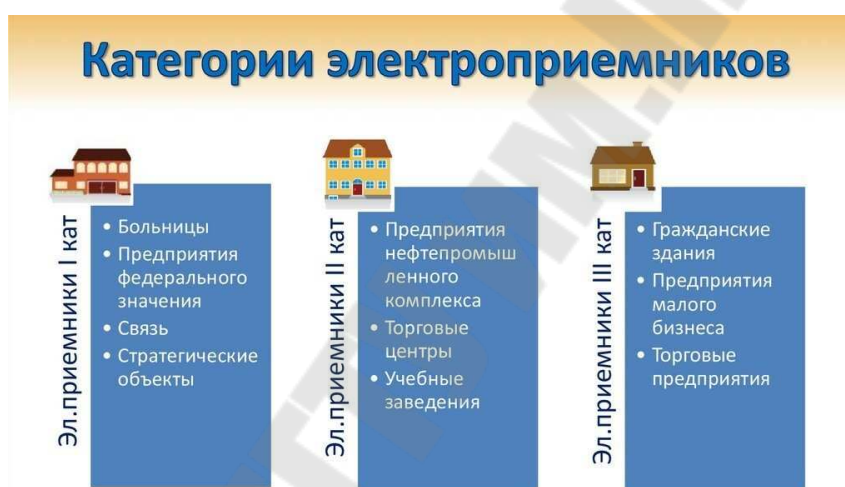 Категории электроприемников
Эл.приемники I кат
• Больницы
• Предприятия
федерального
значения
• Связь
• Стратегические
объекты
Эл.приемники II кат
• Предприятия
нефтепромыш
ленного
комплекса
• Торговые
центры
• Учебные
заведения
Эл.приемники III кат
• Гражданские
здания
• Предприятия
малого
бизнеса
• Торговые
предприятия